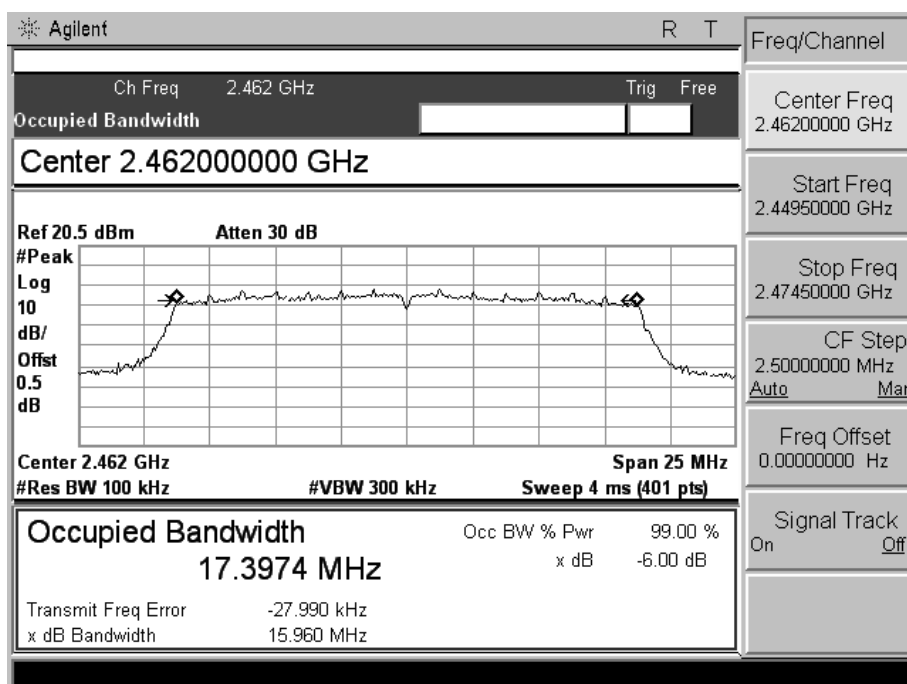 Agilent R T
Freq/Channel
Ch Freq 2.462 GHz Trig Free
Occupied Bandwidth
Center 2.462000000 GHz
Ref 20.5 dBm Atten 30 dB
#Peak
Log
10
dB/
Offst
0.5
dB
Center 2.462 GHz Span 25 MHz
#Res BW 100 kHz #VBW 300 kHz Sweep 4 ms (401 pts)
Occupied Bandwidth
17.3974 MHz
Occ BW % Pwr 99.00 %
x dB -6.00 dB
Transmit Freq Error -27.990 kHz
x dB Bandwidth 15.960 MHz
Center Freq
2.46200000 GHz
Start Freq
2.44950000 GHz
Stop Freq
2.47450000 GHz
CF Step
2.50000000 MHz
Auto Mar
Freq Offset
0.00000000 Hz
Signal Track
On Off